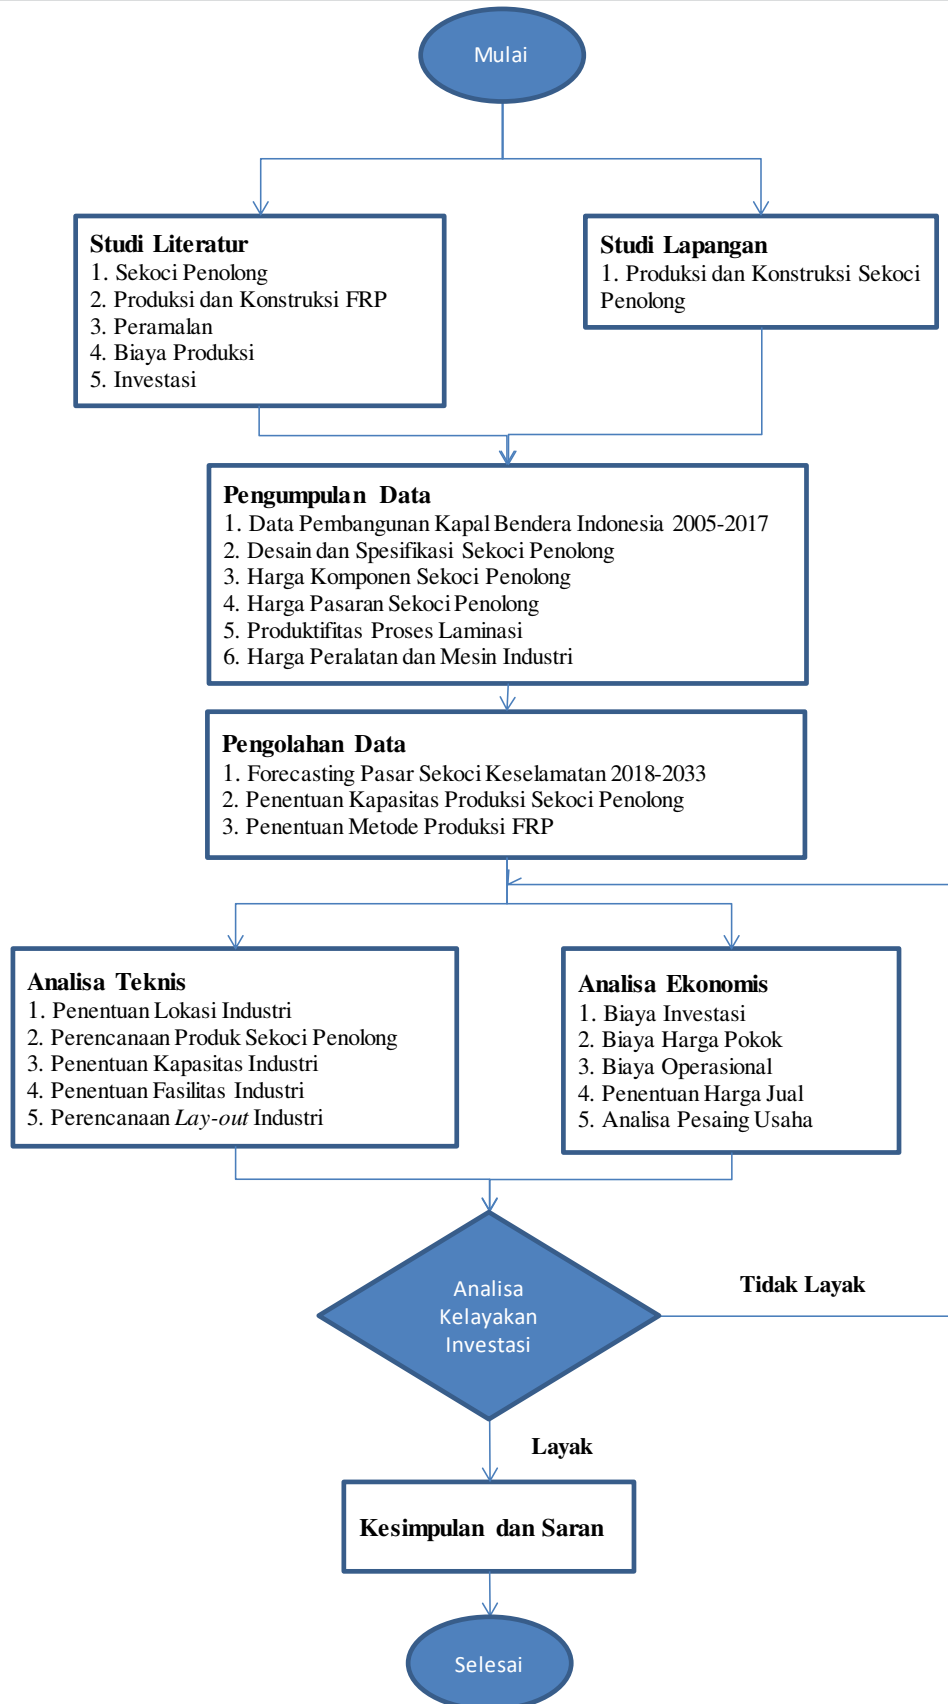 Mulai
Studi Literatur
1. Sekoci Penolong
2. Produksi dan Konstruksi FRP
3. Peramalan
4. Biaya Produksi
5. Investasi
Studi Lapangan
1. Produksi dan Konstruksi Sekoci
Penolong
Pengumpulan Data
1. Data Pembangunan Kapal Bendera Indonesia 2005-2017
2. Desain dan Spesifikasi Sekoci Penolong
3. Harga Komponen Sekoci Penolong
4. Harga Pasaran Sekoci Penolong
5. Produktifitas Proses Laminasi
6. Harga Peralatan dan Mesin Industri
Pengolahan Data
1. Forecasting Pasar Sekoci Keselamatan 2018-2033
2. Penentuan Kapasitas Produksi Sekoci Penolong
3. Penentuan Metode Produksi FRP
Analisa Teknis
1. Penentuan Lokasi Industri
2. Perencanaan Produk Sekoci Penolong
3. Penentuan Kapasitas Industri
4. Penentuan Fasilitas Industri
5. Perencanaan Lay-out Industri
Analisa Ekonomis
1. Biaya Investasi
2. Biaya Harga Pokok
3. Biaya Operasional
4. Penentuan Harga Jual
5. Analisa Pesaing Usaha
Analisa
Kelayakan
Investasi
Tidak Layak
Layak
Kesimpulan dan Saran
Selesai